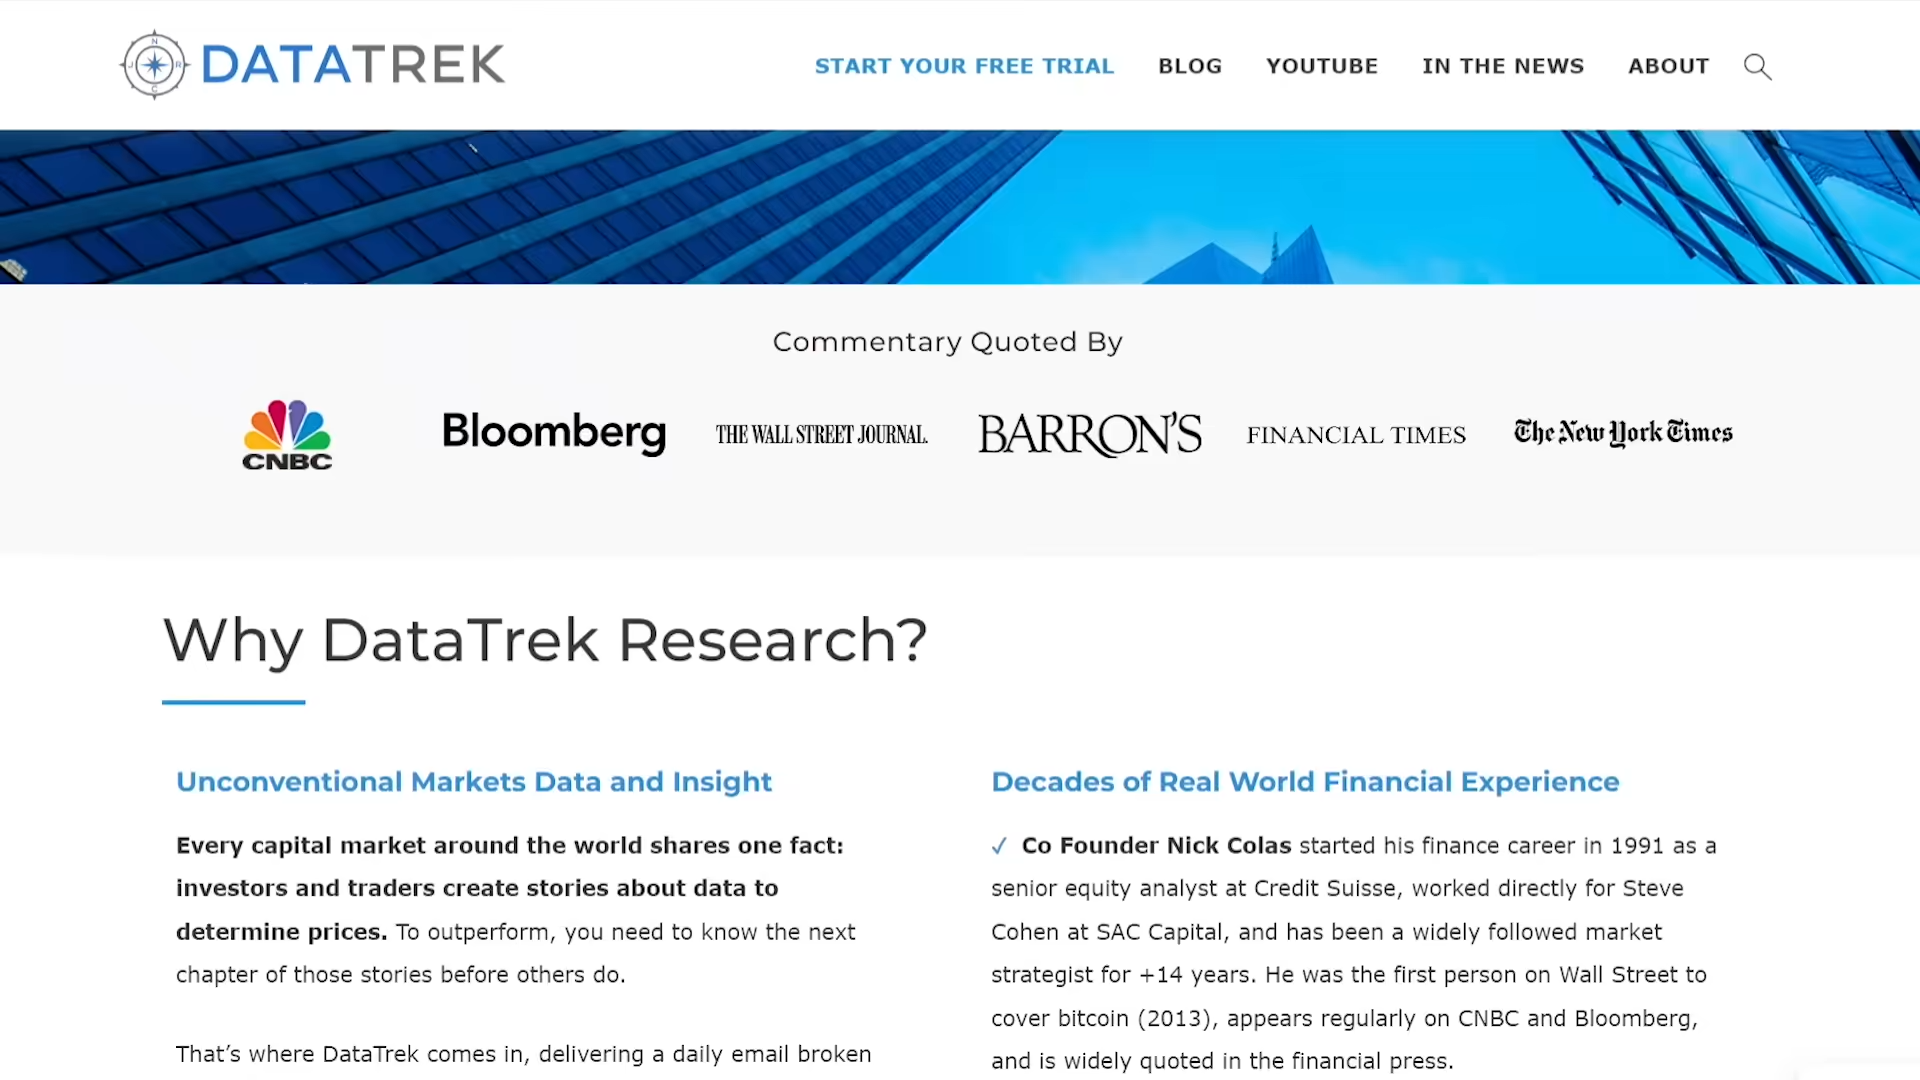 N
J R
C
DATATREK
START YOUR FREE TRIAL BLOG YOUTUBE IN THE NEWS ABOUT
Commentary Quoted By
CNBC
Bloomberg
THE WALL STREET JOURNAL.
BARRON'S
FINANCIAL TIMES
The New York Times
Why DataTrek Research?
Unconventional Markets Data and Insight
Every capital market around the world shares one fact:
investors and traders create stories about data to
determine prices. To outperform, you need to know the next
chapter of those stories before others do.
That’s where DataTrek comes in, delivering a daily email broken
Decades of Real World Financial Experience
✓ Co Founder Nick Colas started his finance career in 1991 as a
senior equity analyst at Credit Suisse, worked directly for Steve
Cohen at SAC Capital, and has been a widely followed market
strategist for +14 years. He was the first person on Wall Street to
cover bitcoin (2013), appears regularly on CNBC and Bloomberg,
and is widely quoted in the financial press.